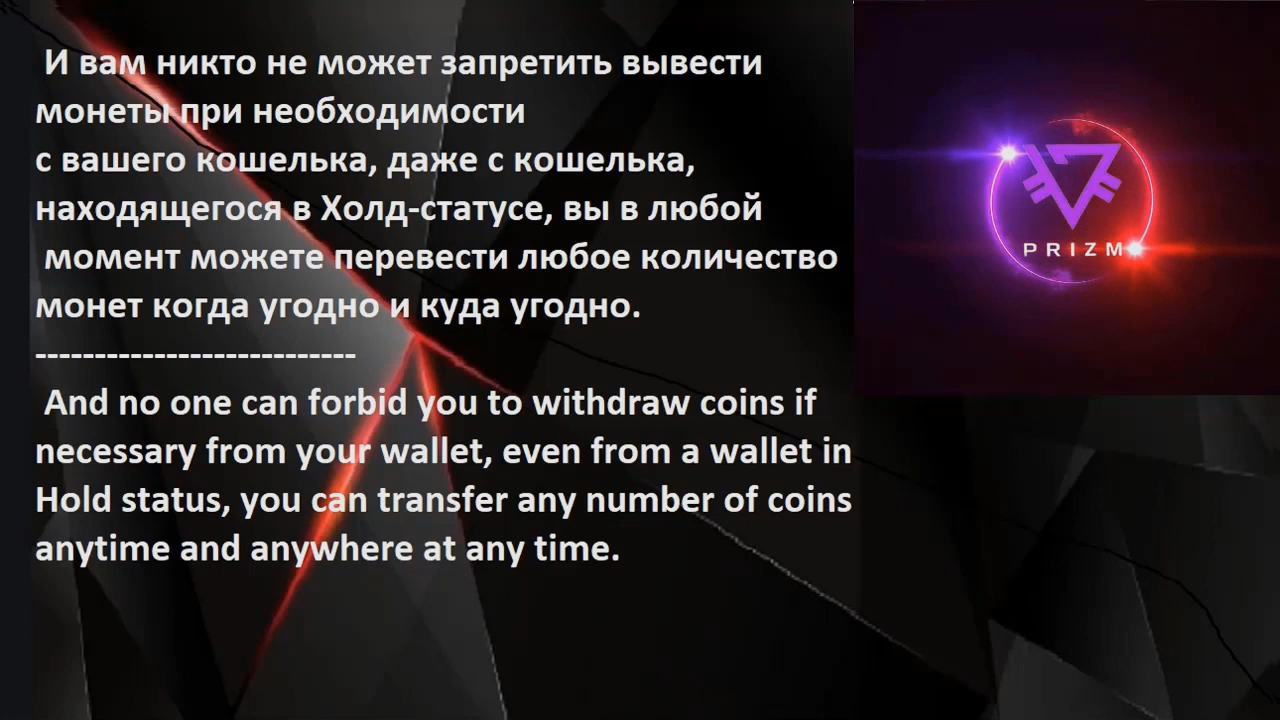 И вам никто не может запретить вывести
монеты при необходимости
с вашего кошелька, даже с кошелька,
находящегося в Холд-статусе, вы в любой
момент можете перевести любое количество
монет когда угодно и куда угодно.
---------------------------
And no one can forbid you to withdraw coins if
necessary from your wallet, even from a wallet in
Hold status, you can transfer any number of coins
anytime and anywhere at any time.
PRIZM